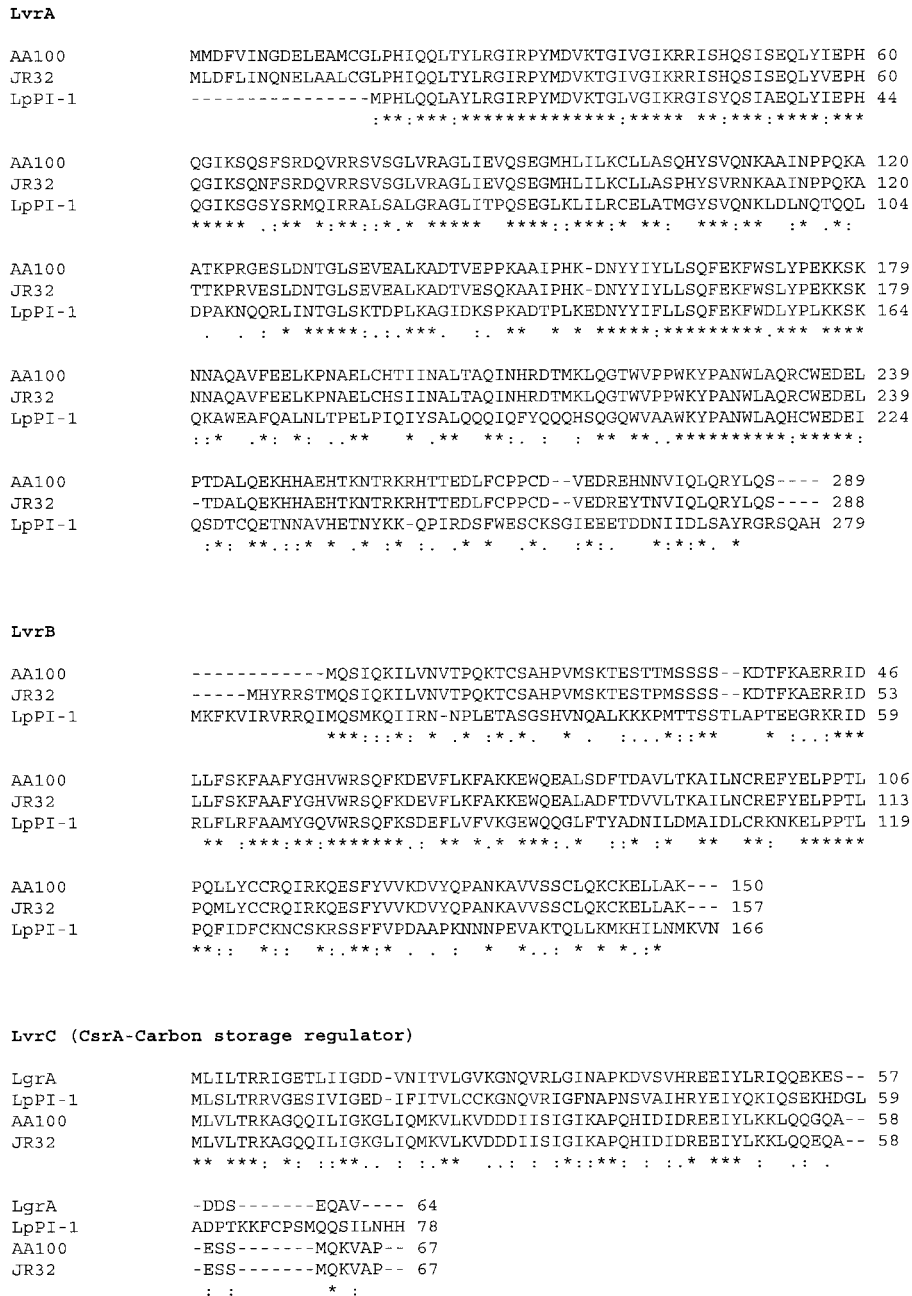 LvrA
AA100 MMDFVINGDELEAMCGLPHIQQLTYLRGIRPYMDVKTGIVGIKRRISHQSISEQLYIEPH 60
JR32 MLDFLINQNELAALCGLPHIQQLTYLRGIRPYMDVKTGIVGIKRRISHQSISEQLYVEPH 60
LpPI-1 ----------------MPHLQQLAYLRGIRPYMDVKTGLVGIKRGISYQSIAEQLYIEPH 44
:**:***:**************:***** **:***:****:***
AA100 QGIKSQSFSRDQVRRSVSGLVRAGLIEVQSEGMHLILKCLLASQHYSVQNKAAINPPQKA 120
JR32 QGIKSQNFSRDQVRRSVSGLVRAGLIEVQSEGMHLILKCLLASPHYSVRNKAAINPPQKA 120
LpPI-1 QGIKSGSYSRMQIRRALSALGRAGLITPQSEGLKLILRCELATMGYSVQNKLDLNQTQQL 104
***** .:** *:**::*.* ***** ****::***:* **: ***:** :* .*:
AA100 ATKPRGESLDNTGLSEVEALKADTVEPPKAAIPHK-DNYYIYLLSQFEKFWSLYPEKKSK 179
JR32 TTKPRVESLDNTGLSEVEALKADTVESQKAAIPHK-DNYYIYLLSQFEKFWSLYPEKKSK 179
LpPI-1 DPAKNQQRLINTGLSKTDPLKAGIDKSPKADTPLKEDNYYIFLLSQFEKFWDLYPLKKSK 164
. . : * *****:.:.***. :. ** * * *****:*********.*** ****
AA100 NNAQAVFEELKPNAELCHTIINALTAQINHRDTMKLQGTWVPPWKYPANWLAQRCWEDEL 239
JR32 NNAQAVFEELKPNAELCHSIINALTAQINHRDTMKLQGTWVPPWKYPANWLAQRCWEDEL 239
LpPI-1 QKAWEAFQALNLTPELPIQIYSALQQQIQFYQQQHSQGQWVAAWKYPANWLAQHCWEDEI 224
::* .*: *: ..** * .** **:. : : ** **..**********:*****:
AA100 PTDALQEKHHAEHTKNTRKRHTTEDLFCPPCD--VEDREHNNVIQLQRYLQS---- 289
JR32 -TDALQEKHHAEHTKNTRKRHTTEDLFCPPCD--VEDREYTNVIQLQRYLQS---- 288
LpPI-1 QSDTCQETNNAVHETNYKK-QPIRDSFWESCKSGIEEETDDNIIDLSAYRGRSQAH 279
:*: **.::* * .* :* : .* * .*. :*:. *:*:*. *
LvrB
AA100 ------------MQSIQKILVNVTPQKTCSAHPVMSKTESTTMSSSS--KDTFKAERRID 46
JR32 -----MHYRRSTMQSIQKILVNVTPQKTCSAHPVMSKTESTPMSSSS--KDTFKAERRID 53
LpPI-1 MKFKVIRVRRQIMQSMKQIIRN-NPLETASGSHVNQALKKKPMTTSSTLAPTEEGRKRID 59
***:::*: * .* :*.*. * . :...*::** * :..:***
AA100 LLFSKFAAFYGHVWRSQFKDEVFLKFAKKEWQEALSDFTDAVLTKAILNCREFYELPPTL 106
JR32 LLFSKFAAFYGHVWRSQFKDEVFLKFAKKEWQEALADFTDVVLTKAILNCREFYELPPTL 113
LpPI-1 RLFLRFAAMYGQVWRSQFKSDEFLVFVKGEWQQGLFTYADNILDMAIDLCRKNKELPPTL 119
** :***:**:*******.: ** *.* ***:.* ::* :* ** **: ******
AA100 PQLLYCCRQIRKQESFYVVKDVYQPANKAVVSSCLQKCKELLAK--- 150
JR32 PQMLYCCRQIRKQESFYVVKDVYQPANKAVVSSCLQKCKELLAK--- 157
LpPI-1 PQFIDFCKNCSKRSSFFVPDAAPKNNNPEVAKTQLLKMKHILNMKVN 166
**:: *:: *:.**:* . . : * *..: * * *.:*
LvrC (CsrA-Carbon storage regulator)
LgrA MLILTRRIGETLIIGDD-VNITVLGVKGNQVRLGINAPKDVSVHREEIYLRIQQEKES-- 57
LpPI-1 MLSLTRRVGESIVIGED-IFITVLCCKGNQVRIGFNAPNSVAIHRYEIYQKIQSEKHDGL 59
AA100 MLVLTRKAGQQILIGKGLIQMKVLKVDDDIISIGIKAPQHIDIDREEIYLKKLQQGQA-- 58
JR32 MLVLTRKAGQQILIGKGLIQMKVLKVDDDIISIGIKAPQHIDIDREEIYLKKLQQEQA-- 58
** ***: *: ::**.. : :.** ..: : :*::**: : :.* *** : .: .
LgrA -DDS-------EQAV---- 64
LpPI-1 ADPTKKFCPSMQQSILNHH 78
AA100 -ESS-------MQKVAP-- 67
JR32 -ESS-------MQKVAP-- 67
: : * :